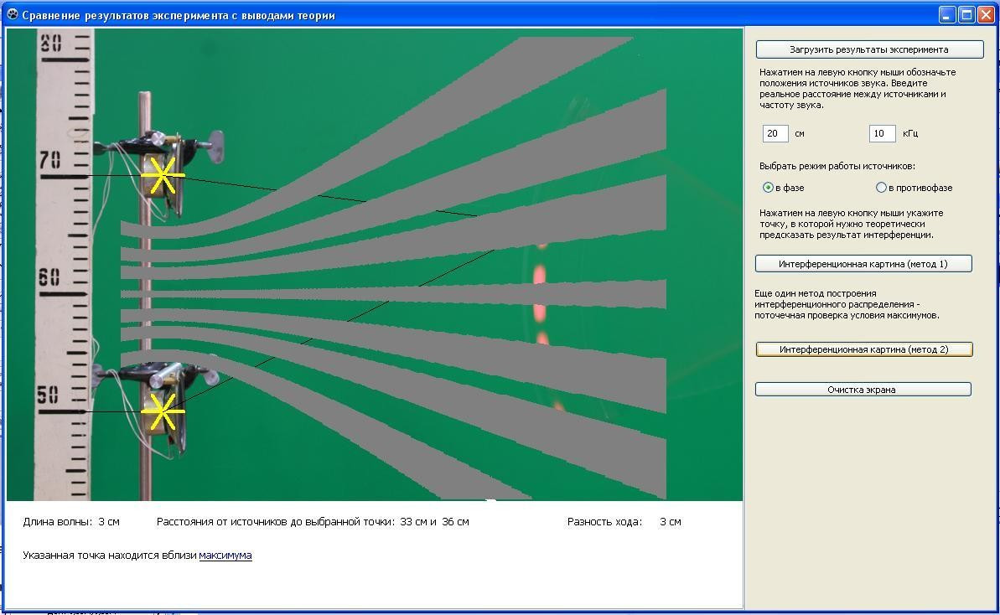 Сравнение результатов эксперимента с выводами теории
80
70
60
50
Загрузить результаты эксперимента
Нажатием на левую кнопку мыши обозначьте
положения источников звука. Введите
реальное расстояние между источниками и
частоту звука.
20 см 10 кГц
Выбрать режим работы источников:
в фазе в противофазе
Нажатием на левую кнопку мыши укажите
точку, в которой нужно теоретически
предсказать результат интерференции.
Интерференционная картина (метод 1)
Еще один метод построения
интерференционного распределения -
поточечная проверка условия максимумов.
Интерференционная картина (метод 2)
Очистка экрана
Длина волны: 3 см Расстояния от источников до выбранной точки: 33 см и 36 см Разность хода: 3 см
Указанная точка находится вблизи максимума